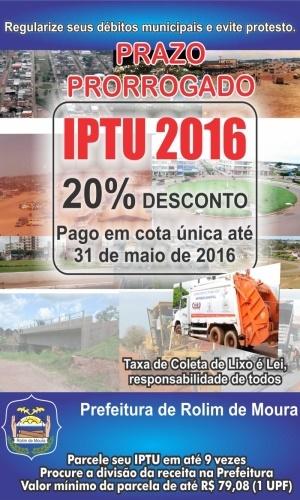 Regularize seus débitos municipais e evite protesto.
PRAZO
PRORROGADO
IPTU 2016
20% DESCONTO
Pago em cota única até
31 de maio de 2016
Taxa de Coleta de Lixo é Lei,
responsabilidade de todos
Rolim de Moura
Prefeitura de Rolim de Moura
Parcele seu IPTU em até 9 vezes
Procure a divisão da receita na Prefeitura
Valor mínimo da parcela de até R$ 79,08 (1 UPF)